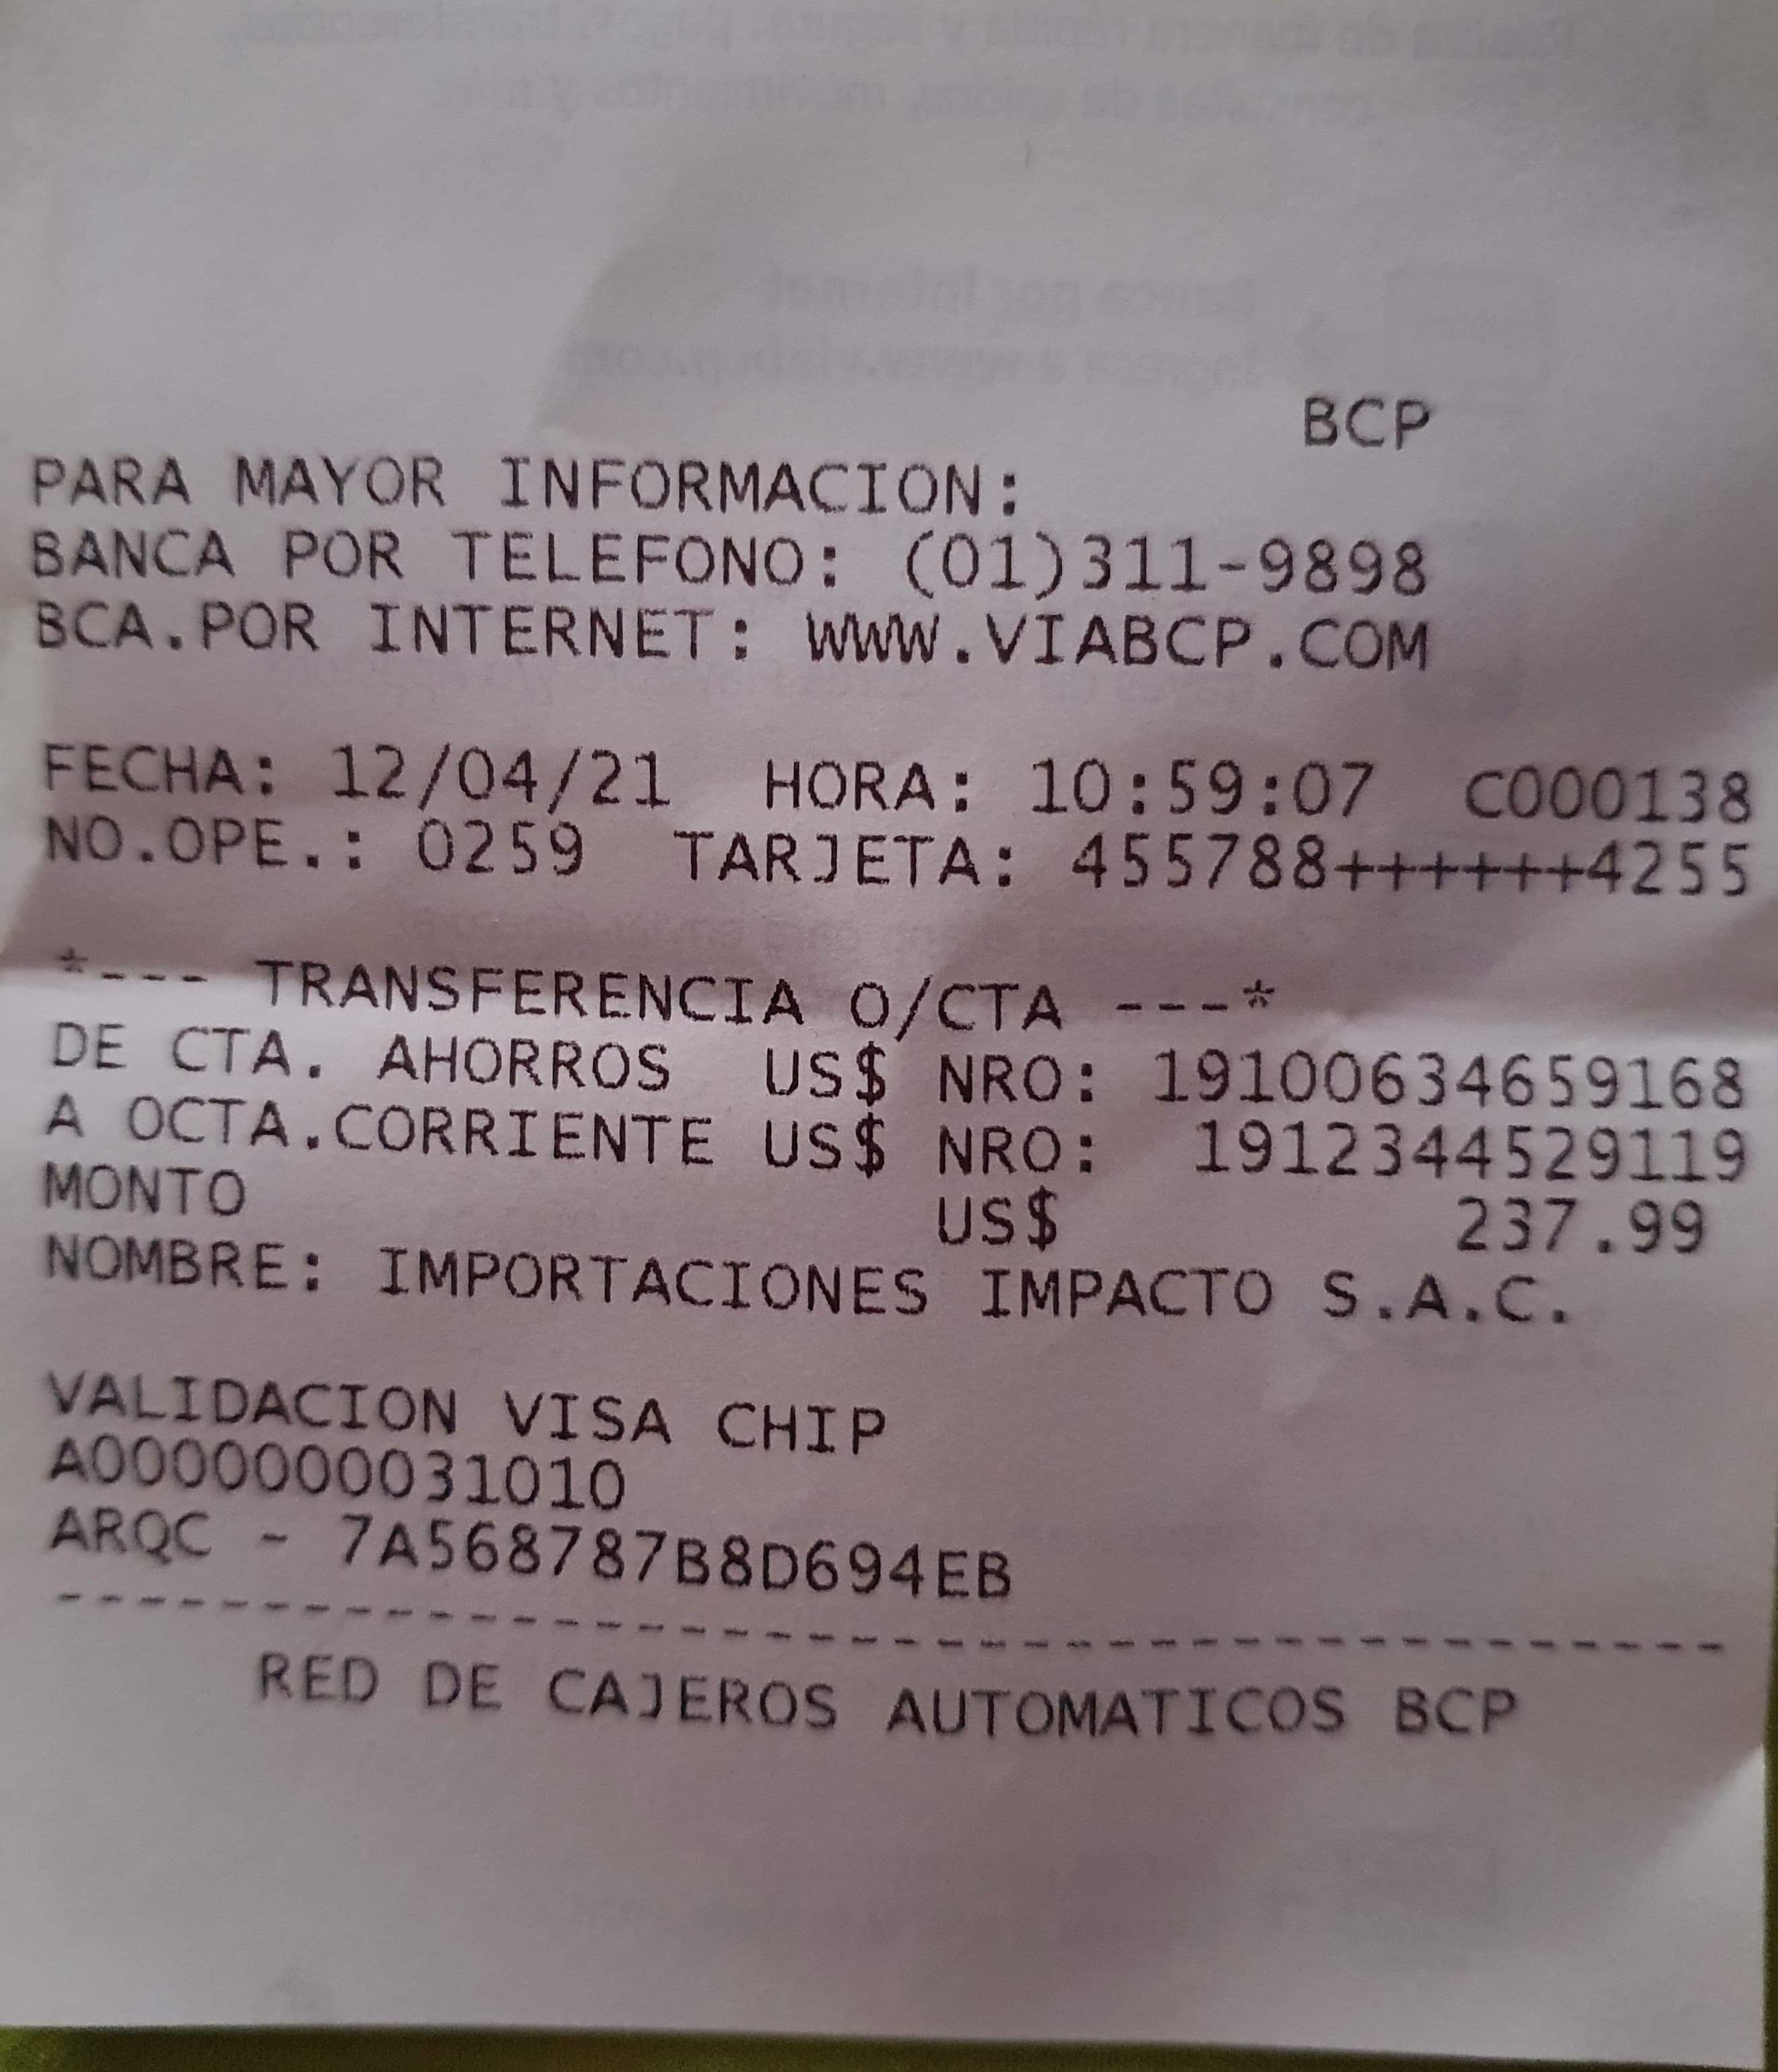 BCP
PARA MAYOR INFORMACION:
BANCA POR TELEFONO: (01)311-9898
BCA.POR INTERNET: WWW.VIABCP.COM
FECHA: 12/04/21 HORA: 10:59:07 C000138
NO.OPE.: 0259 TARJETA: 455788++++++4255
*--- TRANSFERENCIA O/CTA ---*
DE CTA. AHORROS US$ NRO: 19100634659168
A OCTA.CORRIENTE US$ NRO: 1912344529119
MONTO US$ 237.99
NOMBRE: IMPORTACIONES IMPACTO S.A.C.
VALIDACION VISA CHIP
A0000000031010
ARQC - 7A568787B8D694EB
-----------------------------------------
RED DE CAJEROS AUTOMATICOS BCP